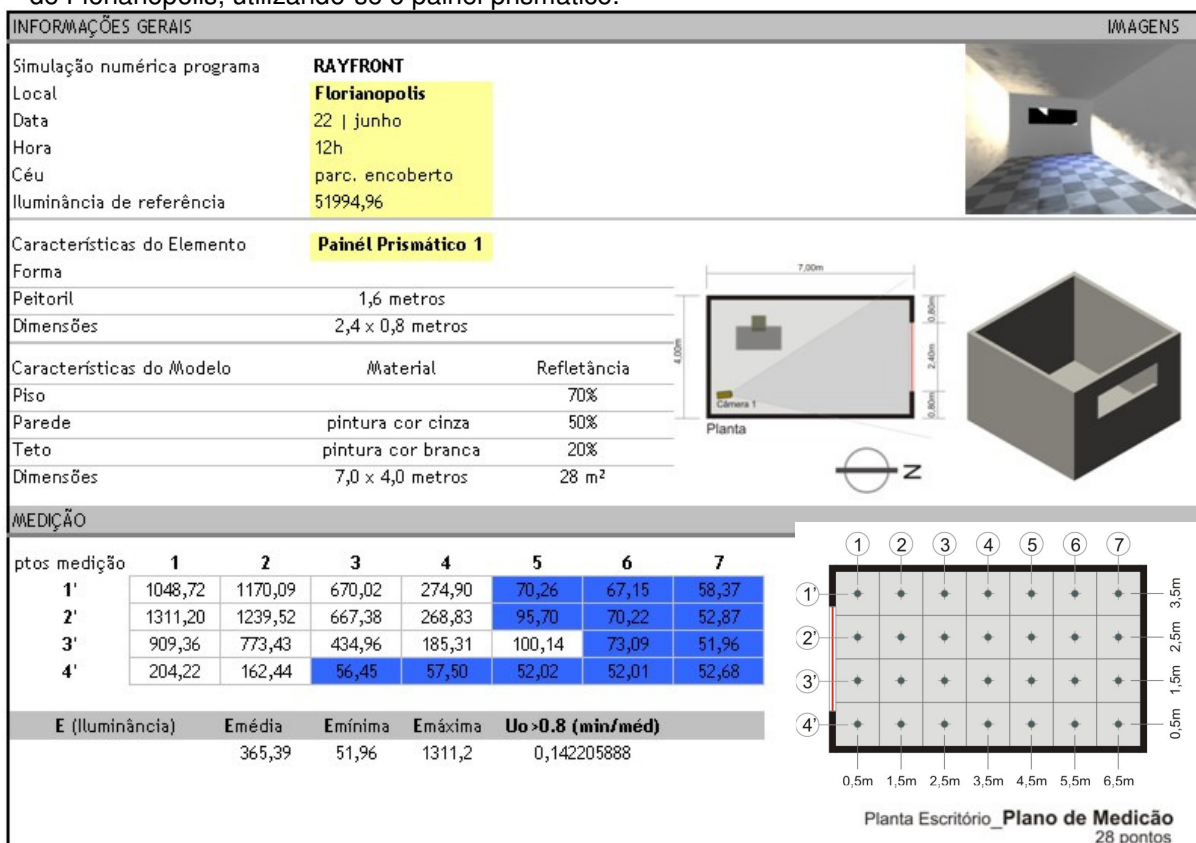 de Florianópolis, utilizando-se o painel prismático.
INFORMAÇÕES GERAIS IMAGENS
Simulação numérica programa RAYFRONT
Local Florianopolis
Data 22 | junho
Hora 12h
Céu parc. encoberto
Iluminância de referência 51994,96
Características do Elemento Painél Prismático 1
Forma
Peitoril 1,6 metros
Dimensões 2,4 x 0,8 metros
Características do Modelo Material Refletância
Piso 70%
Parede pintura cor cinza 50%
Teto pintura cor branca 20%
Dimensões 7,0 x 4,0 metros 28 m²
7,00m
4,00m
0,80m
2,40m
0,80m
Câmera 1
Planta
N
MEDIÇÃO
ptos medição 1 2 3 4 5 6 7
1' 1048,72 1170,09 670,02 274,90 70,26 67,15 58,37
2' 1311,20 1239,52 667,38 268,83 95,70 70,22 52,87
3' 909,36 773,43 434,96 185,31 100,14 73,09 51,96
4' 204,22 162,44 56,45 57,50 52,02 52,01 52,68
E (Iluminância) Emédia Emínima Emáxima Uo >0.8 (min/méd)
365,39 51,96 1311,2 0,142205888
1 2 3 4 5 6 7
1' 3,5m
2' 2,5m
3' 1,5m
4' 0,5m
0,5m 1,5m 2,5m 3,5m 4,5m 5,5m 6,5m
Planta Escritório_Plano de Medicão
28 pontos